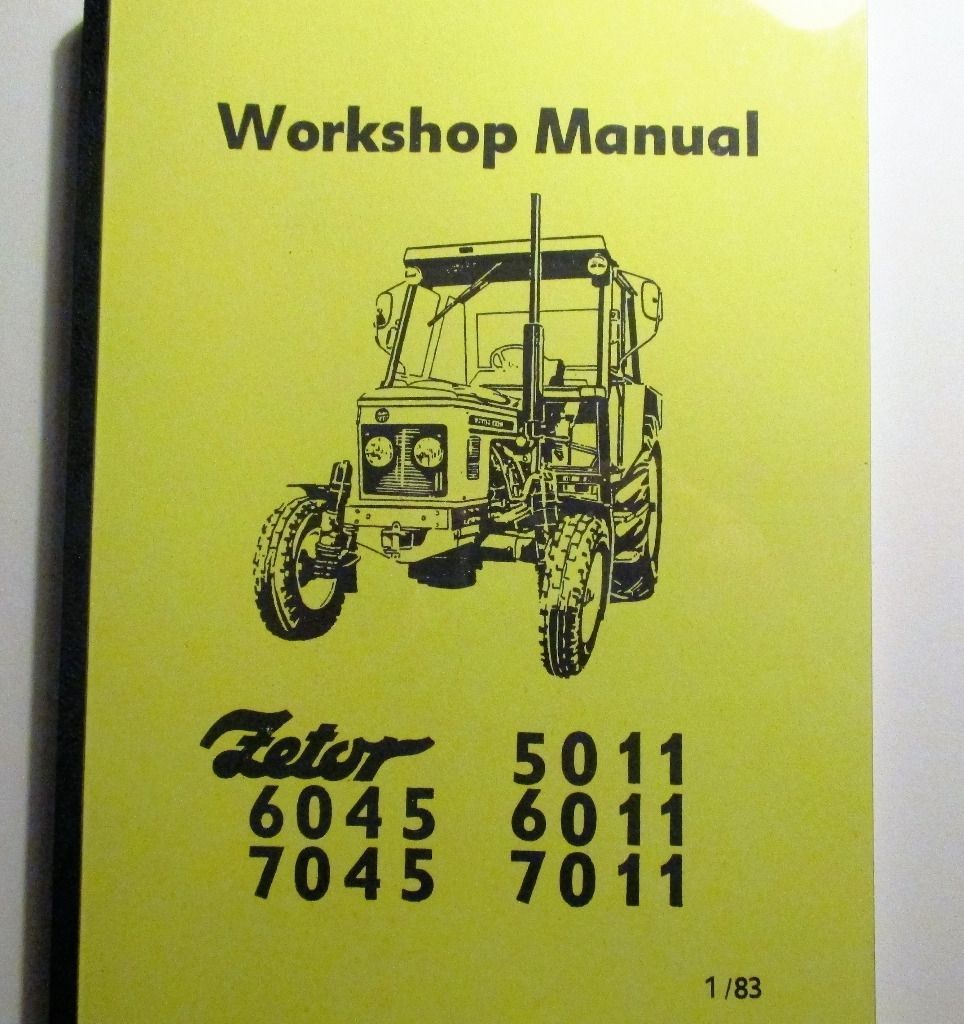 Workshop Manual
Zetor 5011
6045 6011
7045 7011
1/83